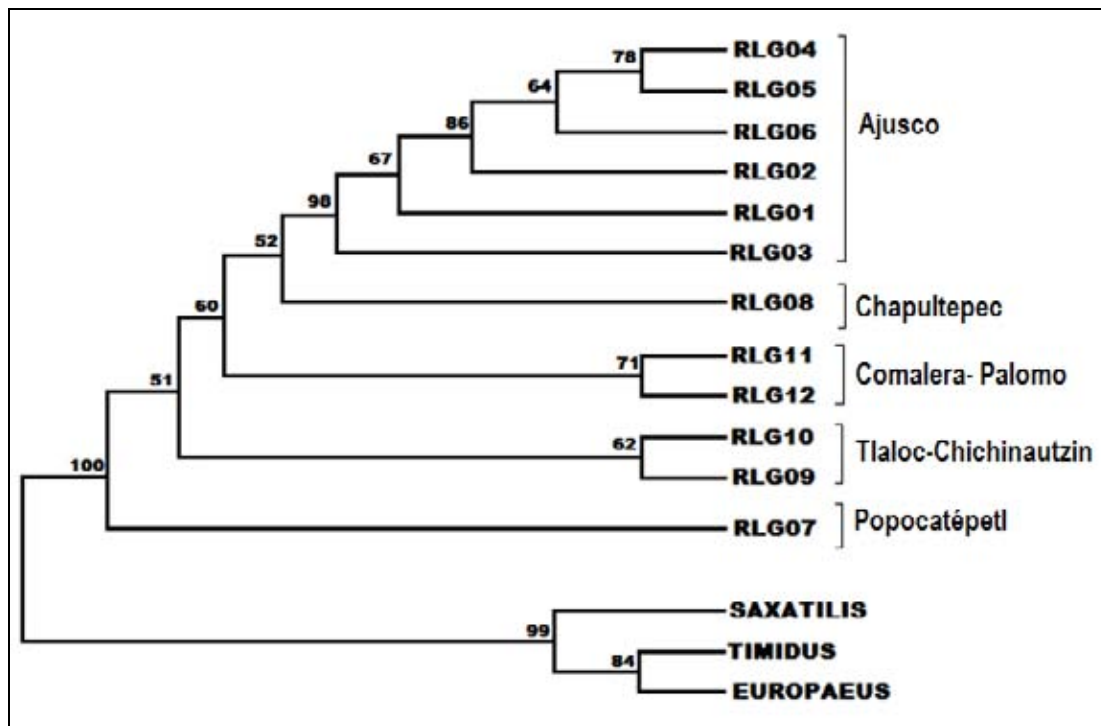 78 RLG04
RLG05
64
RLG06
Ajusco
86
RLG02
67
RLG01
98
RLG03
52
RLG08
Chapultepec
60
RLG11
71
Comalera- Palomo
RLG12
51
RLG10
62
Tlaloc-Chichinautzin
RLG09
100
RLG07
Popocatépetl
SAXATILIS
99
TIMIDUS
84
EUROPAEUS